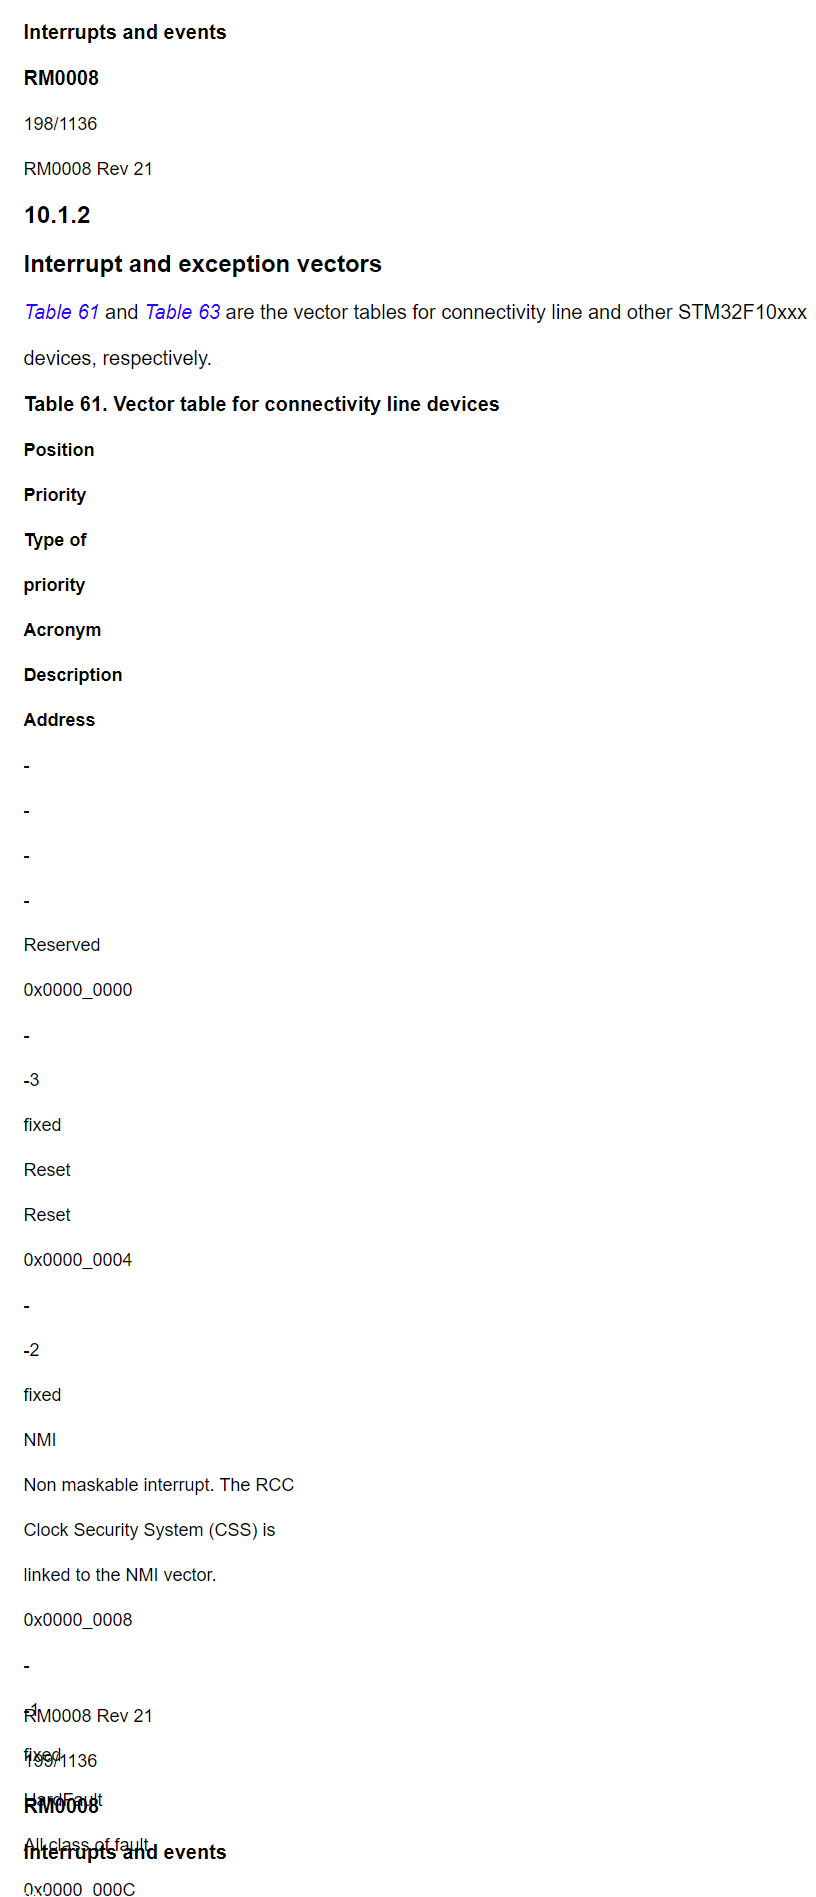 Interrupts and events
RM0008
198/1136
RM0008 Rev 21
10.1.2
Interrupt and exception vectors
Table 61 and Table 63 are the vector tables for connectivity line and other STM32F10xxx
devices, respectively.
Table 61. Vector table for connectivity line devices
Position
Priority
Type of
priority
Acronym
Description
Address
-
-
-
-
Reserved
0x0000_0000
-
-3
fixed
Reset
Reset
0x0000_0004
-
-2
fixed
NMI
Non maskable interrupt. The RCC
Clock Security System (CSS) is
linked to the NMI vector.
0x0000_0008
-
-1
RM0008 Rev 21
fixed
199/1136
HardFault
RM0008
All class of fault
Interrupts and events
0x0000_000C